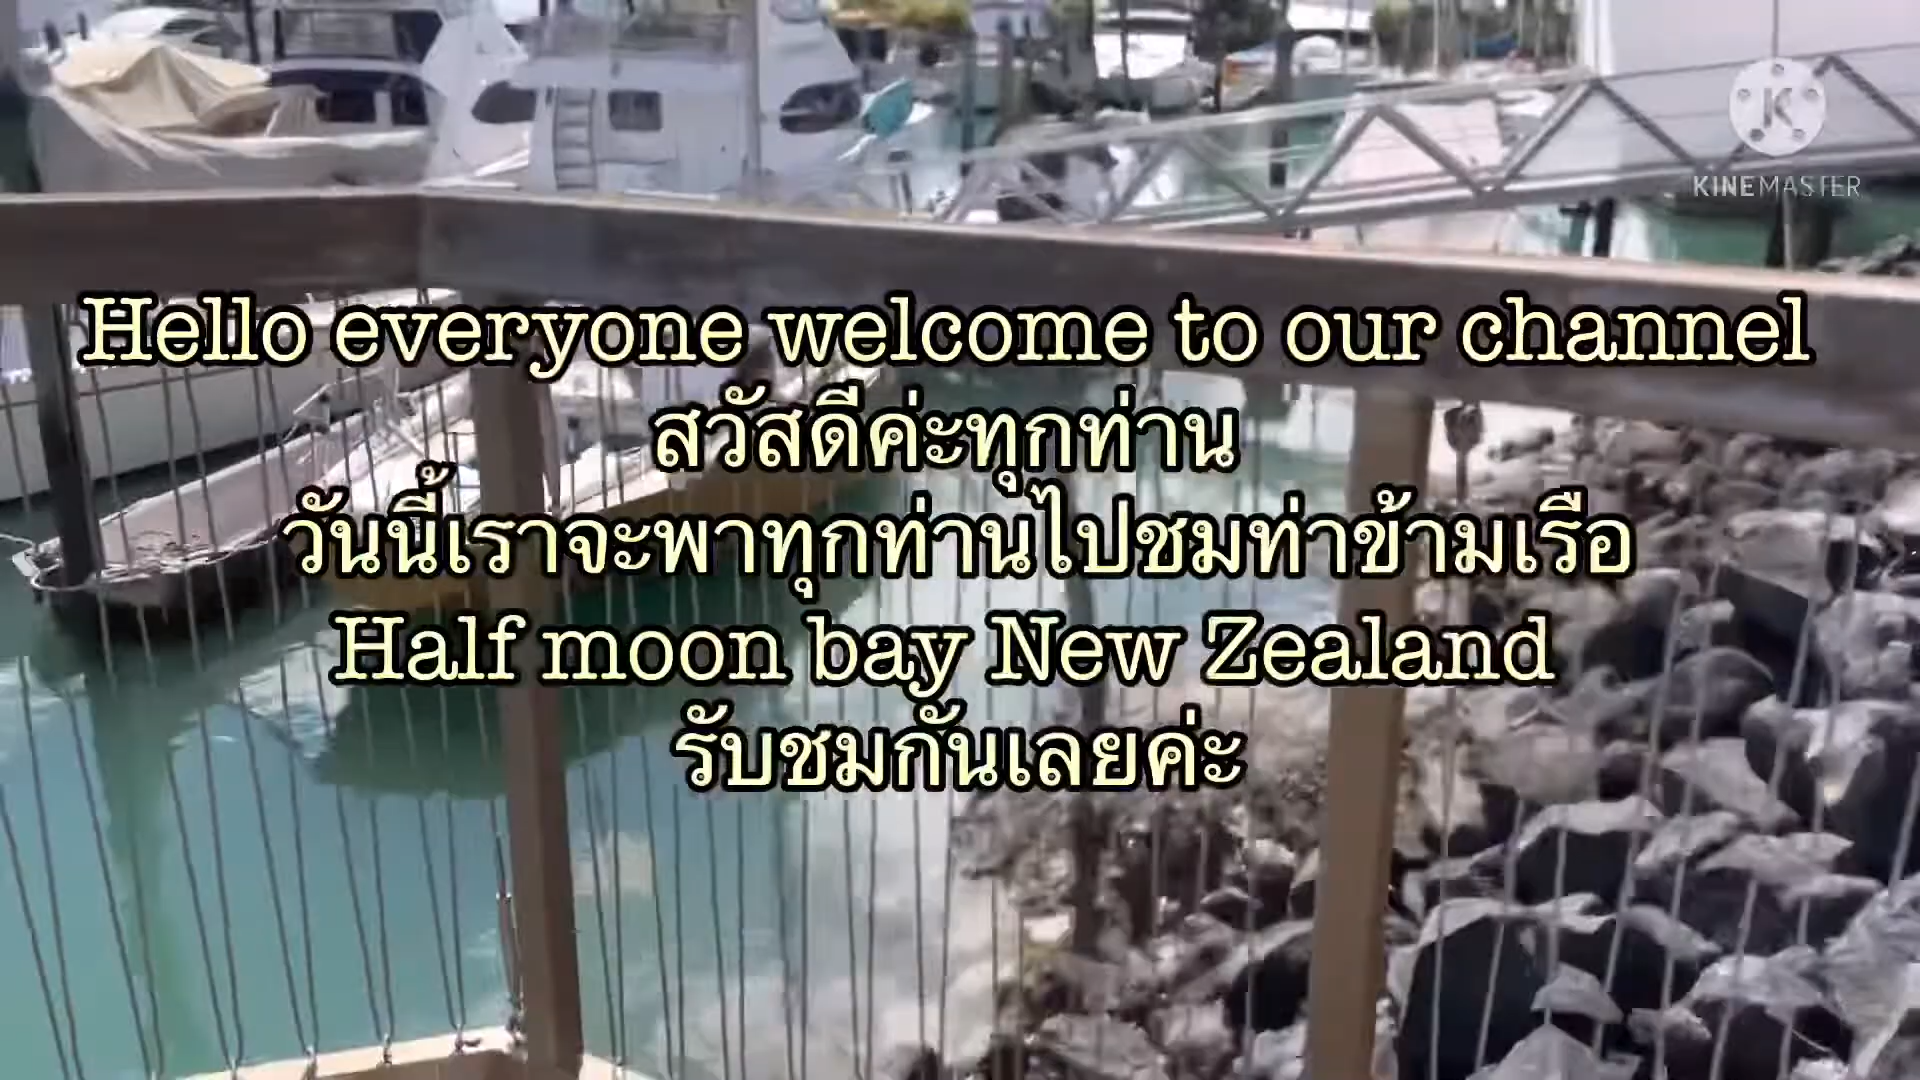 KINEMASTER
Hello everyone welcome to our channel
สวัสดีค่ะทุกท่าน
วันนี้เราจะพาทุกท่านไปชมท่าข้ามเรือ
Half moon bay New Zealand
รับชมกันเลยค่ะ